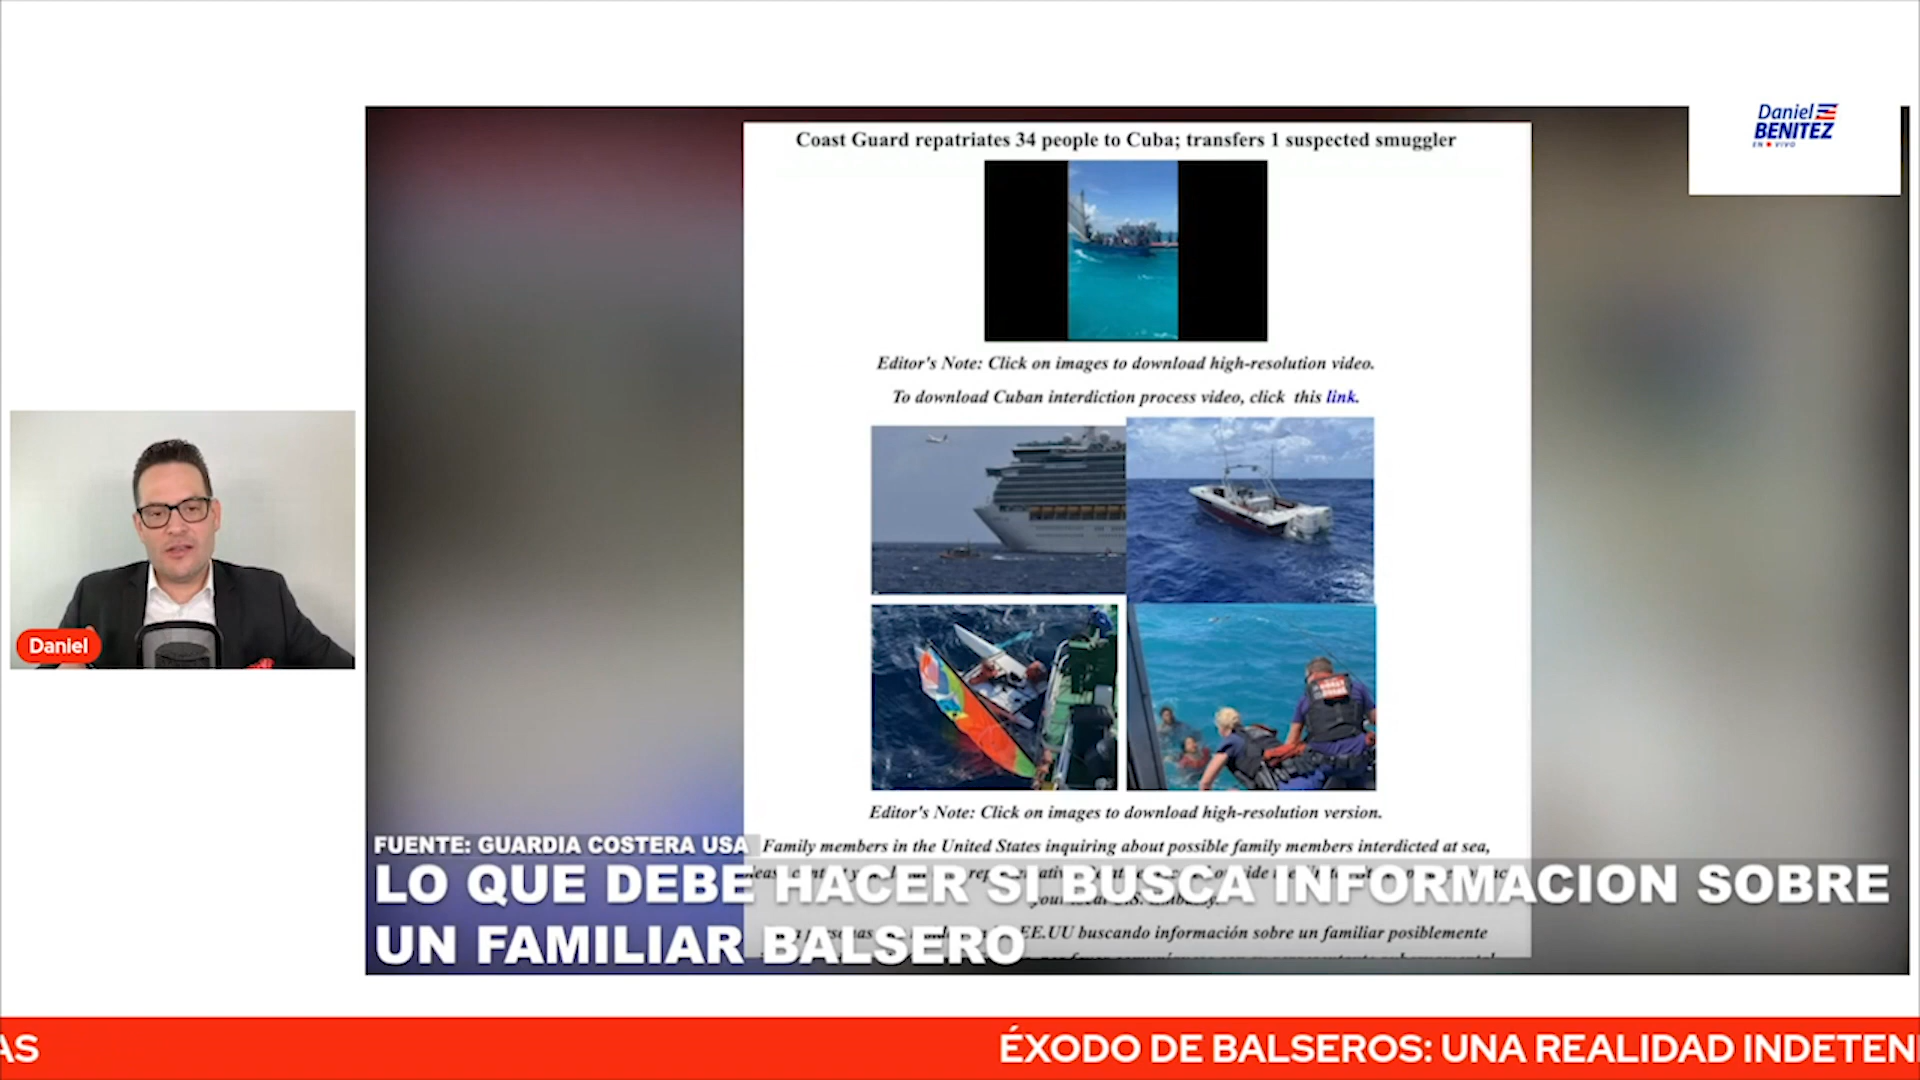 Daniel
BENITEZ
EN VIVO
Coast Guard repatriates 34 people to Cuba; transfers 1 suspected smuggler
Editor's Note: Click on images to download high-resolution video.
To download Cuban interdiction process video, click this link.
Editor's Note: Click on images to download high-resolution version.
FUENTE: GUARDIA COSTERA USA
Family members in the United States inquiring about possible family members interdicted at sea,
LO QUE DEBE HACER SI BUSCA INFORMACION SOBRE
UN FAMILIAR BALSERO
EE.UU buscando información sobre un familiar posiblemente
Daniel
AS
ÉXODO DE BALSEROS: UNA REALIDAD INDETEN